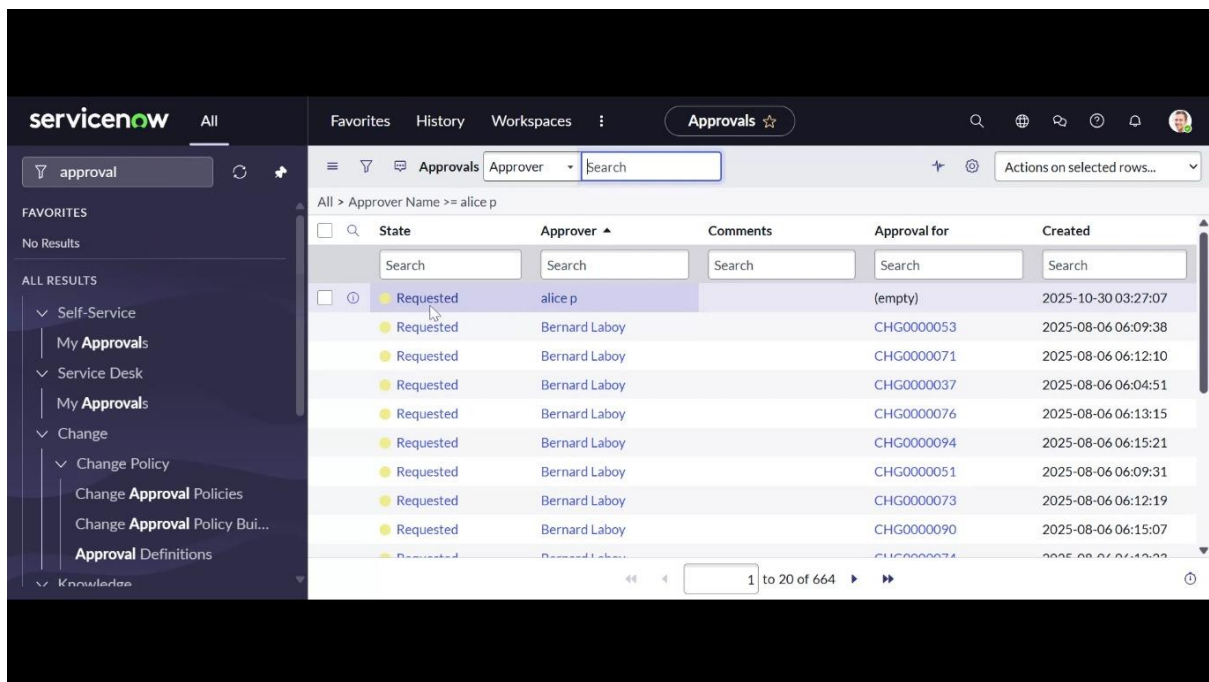 servicenow All Favorites History Workspaces Approvals
approval Approvals Approver Search Actions on selected rows...
FAVORITES
No Results
ALL RESULTS
Self-Service
My Approvals
Service Desk
My Approvals
Change
Change Policy
Change Approval Policies
Change Approval Policy Bui...
Approval Definitions
Knowledge
All > Approver Name >= alice p
State Approver Comments Approval for Created
Search Search Search Search Search
Requested alice p (empty) 2025-10-30 03:27:07
Requested Bernard Laboy CHG0000053 2025-08-06 06:09:38
Requested Bernard Laboy CHG0000071 2025-08-06 06:12:10
Requested Bernard Laboy CHG0000037 2025-08-06 06:04:51
Requested Bernard Laboy CHG0000076 2025-08-06 06:13:15
Requested Bernard Laboy CHG0000094 2025-08-06 06:15:21
Requested Bernard Laboy CHG0000051 2025-08-06 06:09:31
Requested Bernard Laboy CHG0000073 2025-08-06 06:12:19
Requested Bernard Laboy CHG0000090 2025-08-06 06:15:07
Requested Bernard Laboy
1 to 20 of 664